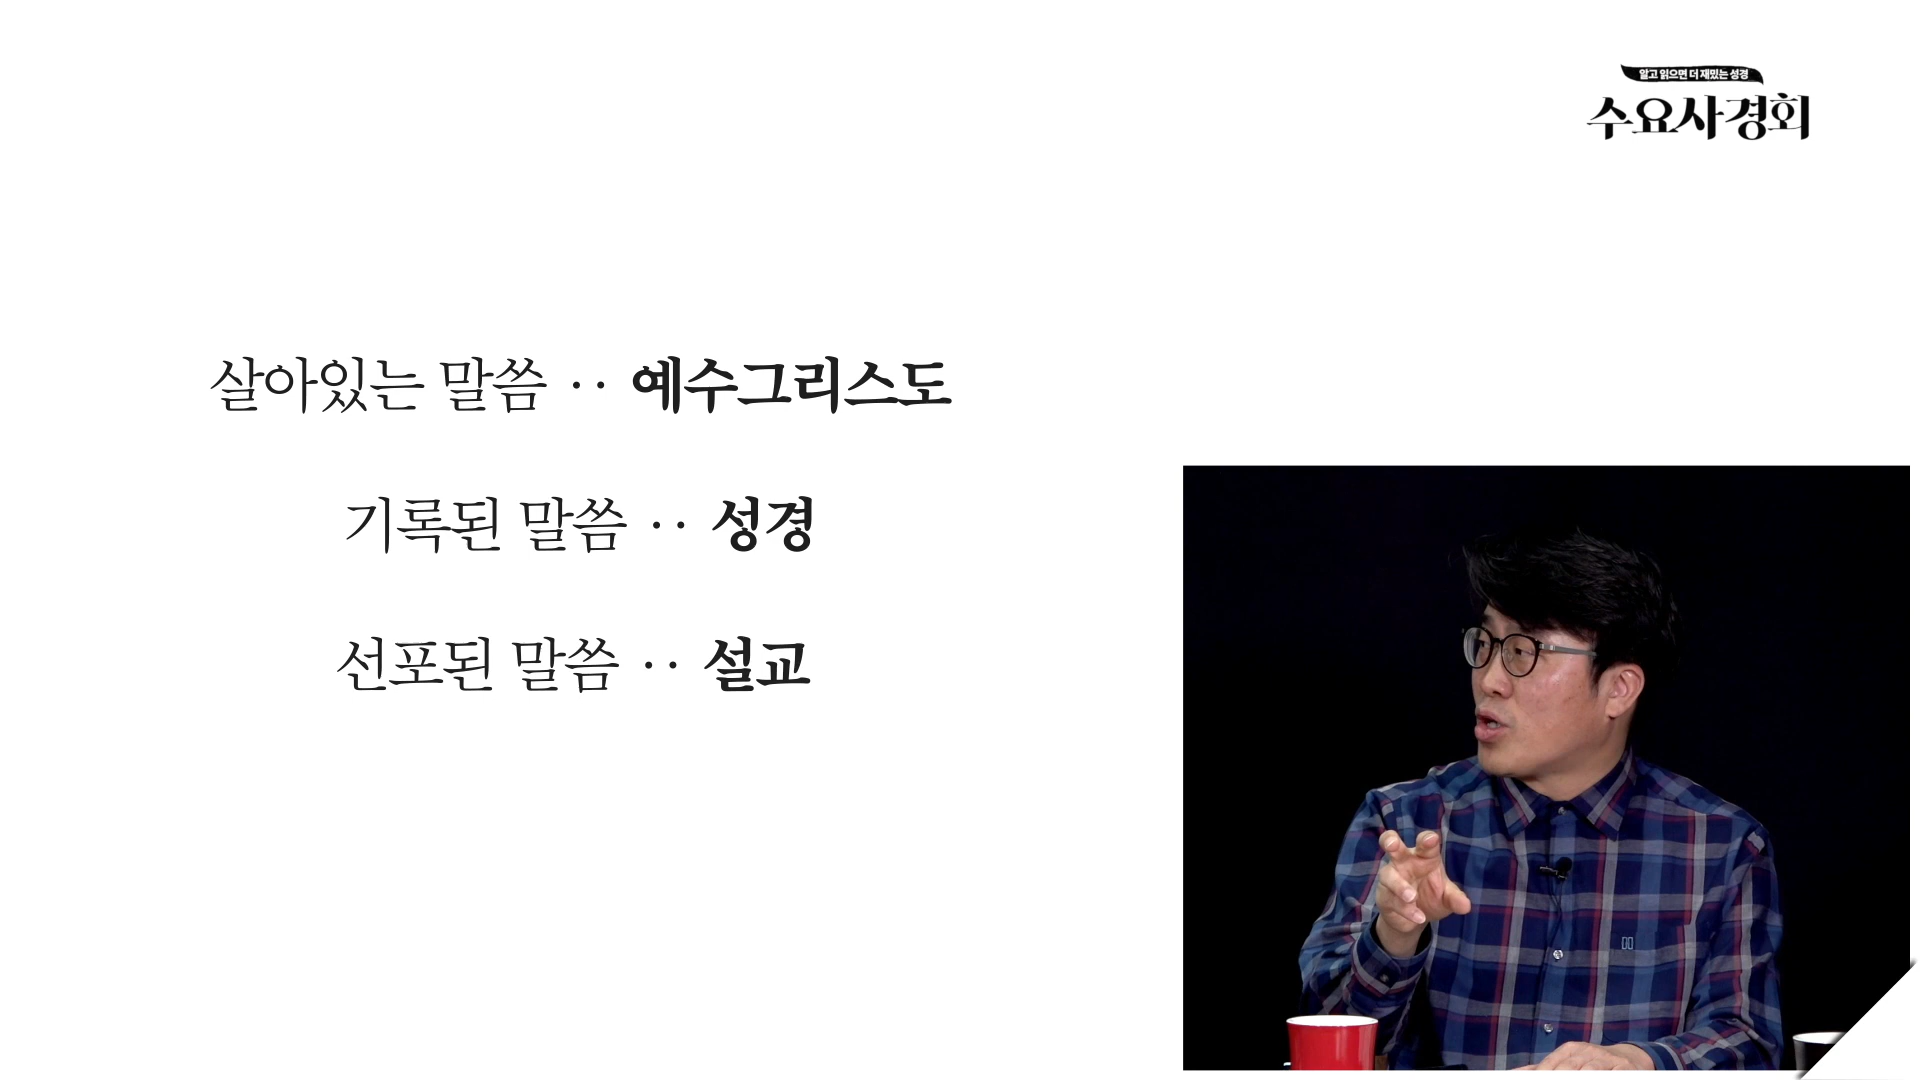 알고 읽으면 더 재밌는 성경
수요사경회
살아있는 말씀 ·· 예수그리스도
기록된 말씀 ·· 성경
선포된 말씀 ·· 설교